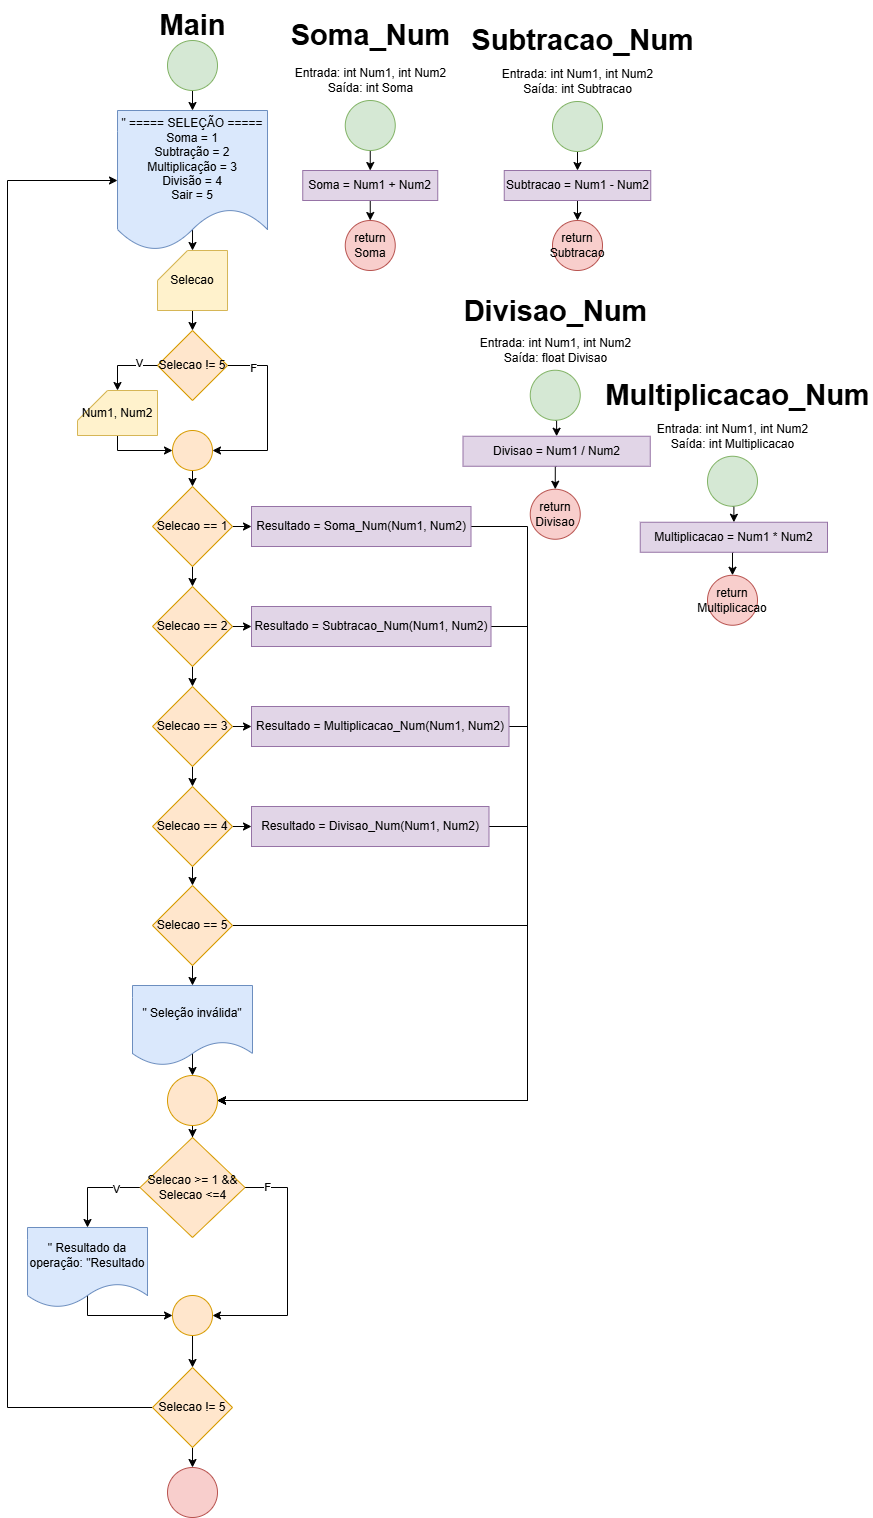 Main
" ===== SELEÇÃO =====
Soma = 1
Subtração = 2
Multiplicação = 3
Divisão = 4
Sair = 5
Selecao
Selecao != 5
V
F
Num1, Num2
Selecao == 1
Resultado = Soma_Num(Num1, Num2)
Selecao == 2
Resultado = Subtracao_Num(Num1, Num2)
Selecao == 3
Resultado = Multiplicacao_Num(Num1, Num2)
Selecao == 4
Resultado = Divisao_Num(Num1, Num2)
Selecao == 5
" Seleção inválida"
Selecao >= 1 &&
Selecao <=4
V
F
" Resultado da
operação: "Resultado
Selecao != 5
Soma_Num
Entrada: int Num1, int Num2
Saída: int Soma
Soma = Num1 + Num2
return
Soma
Subtracao_Num
Entrada: int Num1, int Num2
Saída: int Subtracao
Subtracao = Num1 - Num2
return
Subtracao
Divisao_Num
Entrada: int Num1, int Num2
Saída: float Divisao
Divisao = Num1 / Num2
return
Divisao
Multiplicacao_Num
Entrada: int Num1, int Num2
Saída: int Multiplicacao
Multiplicacao = Num1 * Num2
return
Multiplicacao